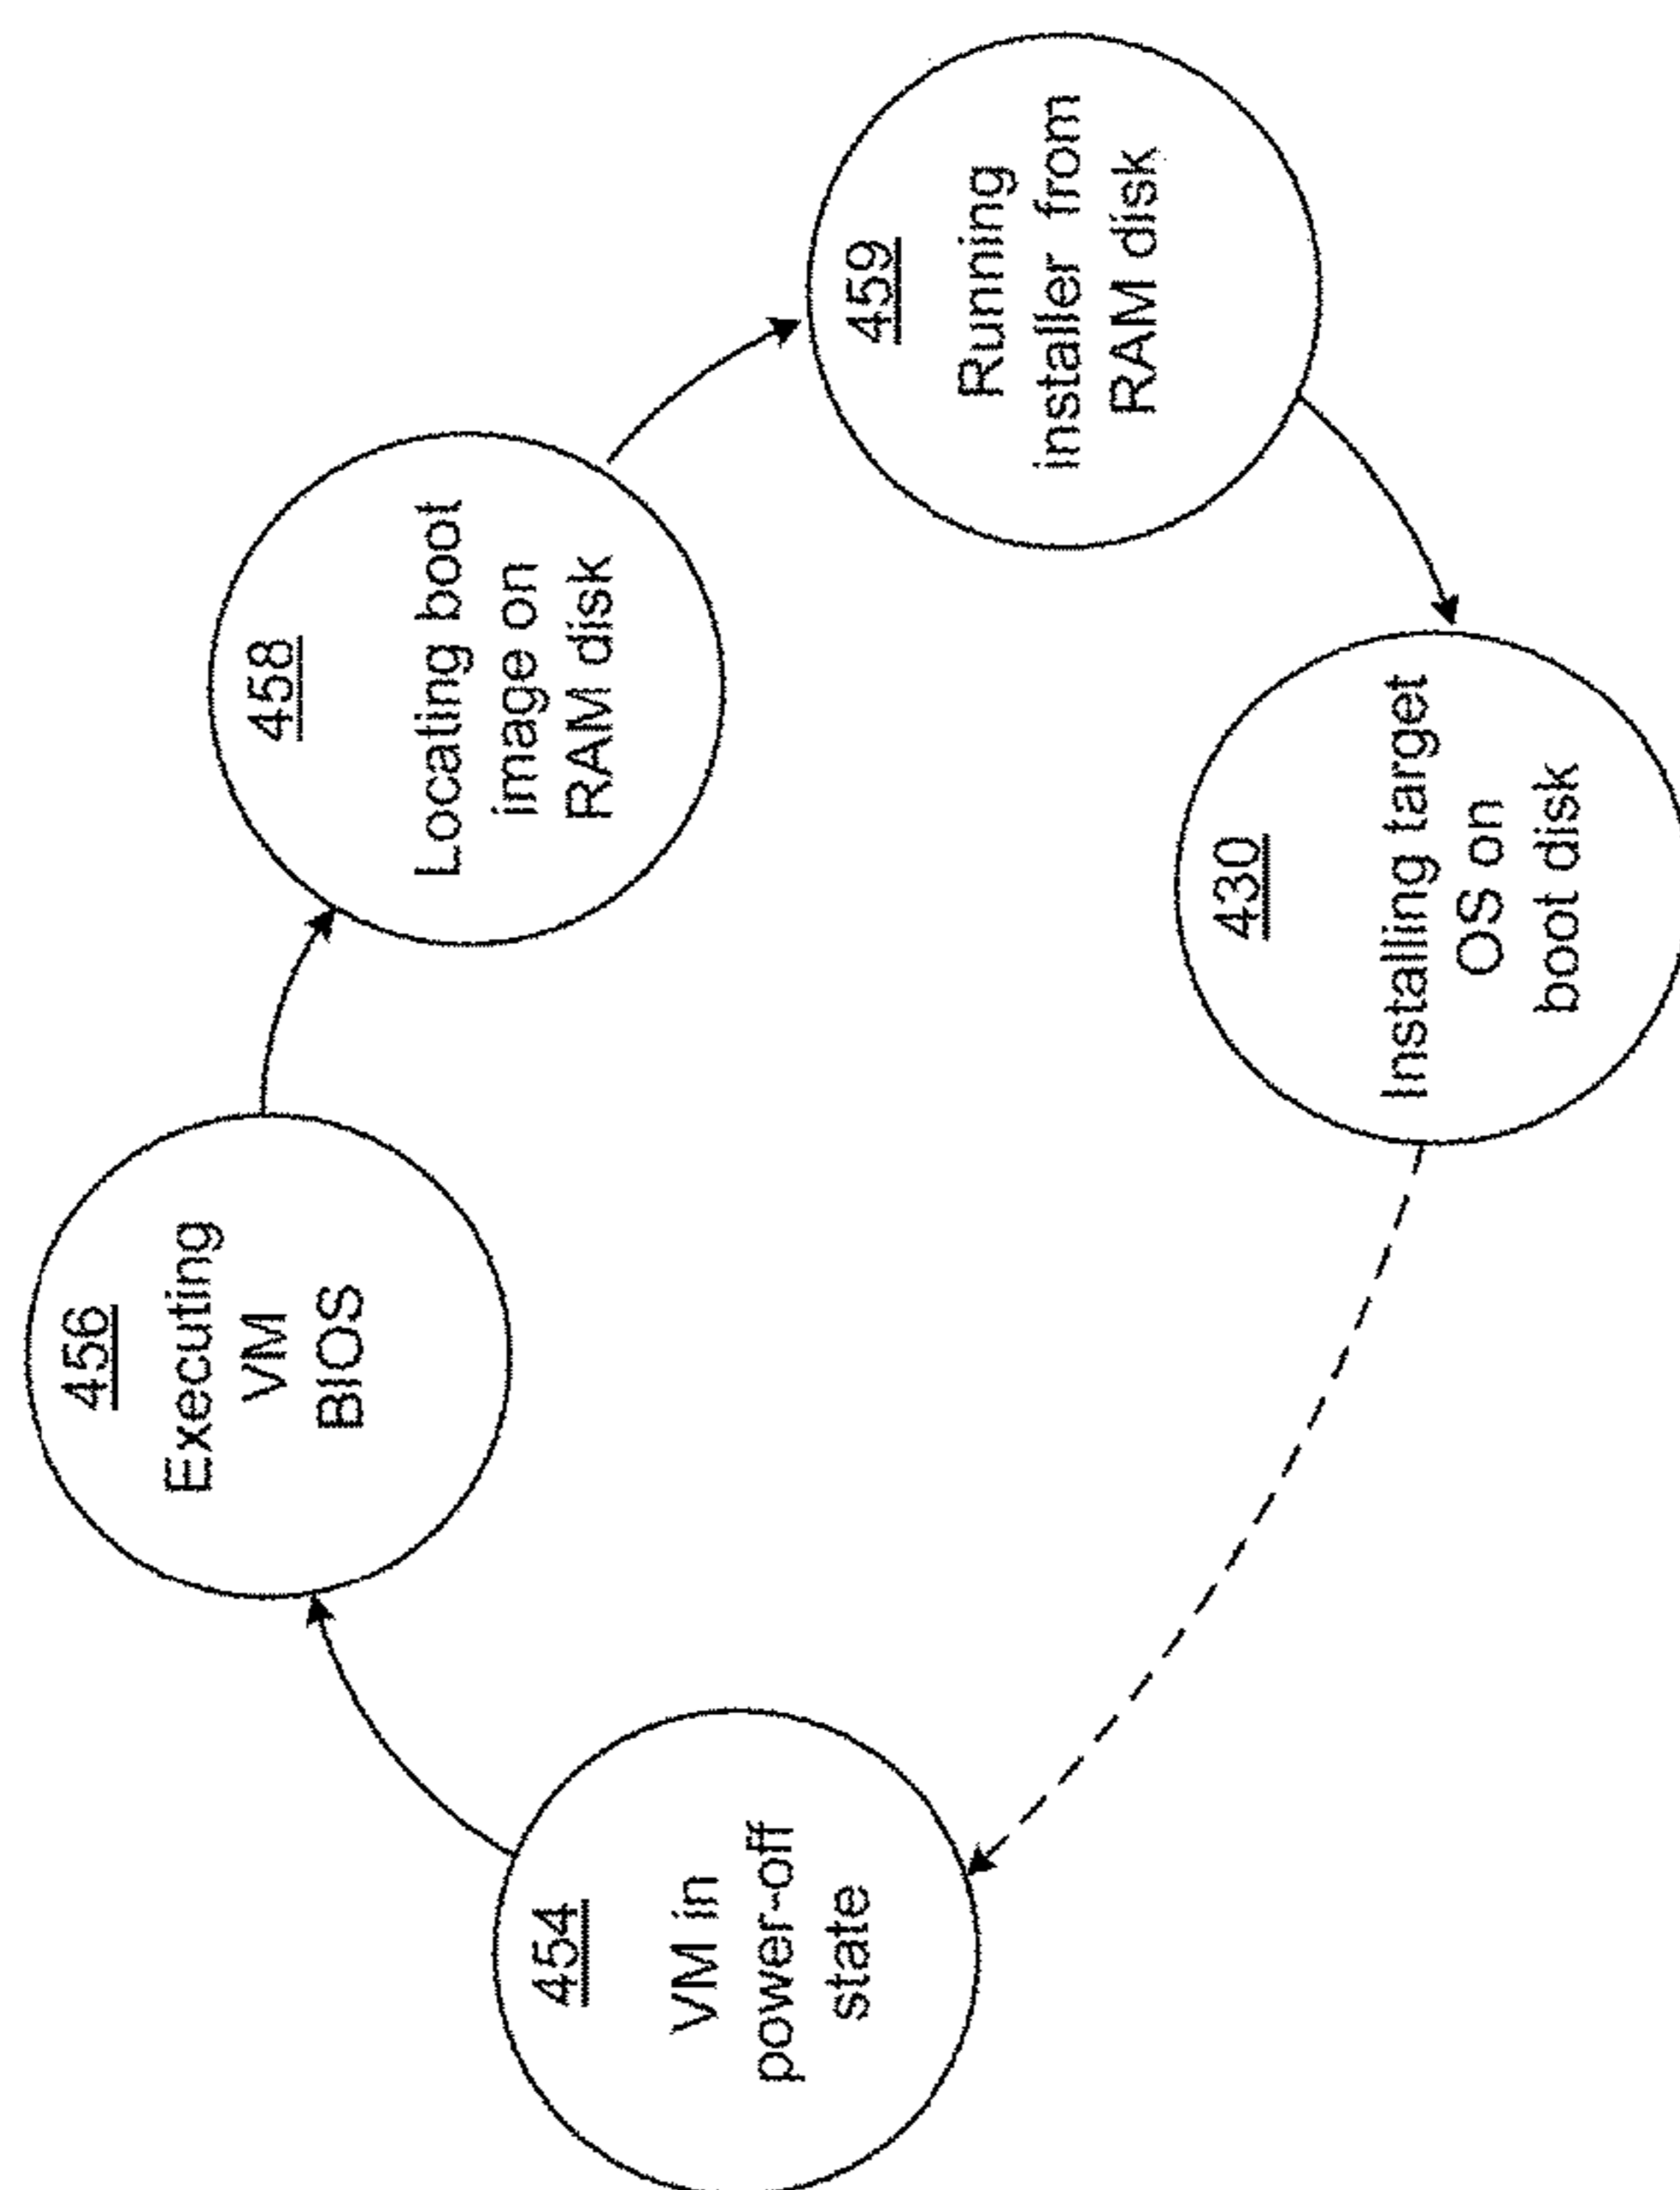 454
VM in
power-off
state
456
Executing
VM
BIOS
458
Locating boot
image on
RAM disk
459
Running
installer from
RAM disk
430
Installing target
OS on
boot disk